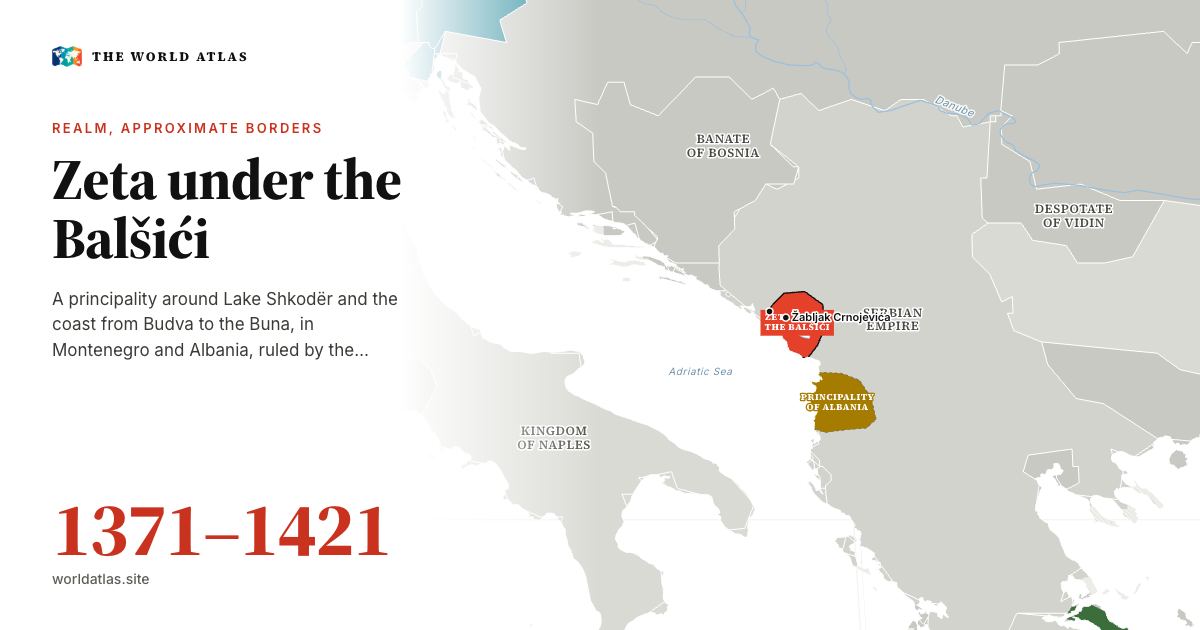 THE WORLD ATLAS
REALM, APPROXIMATE BORDERS
Zeta under the
Balšići
A principality around Lake Shkodër and the
coast from Budva to the Buna, in
Montenegro and Albania, ruled by the...
1371–1421
worldatlas.site
Danube
BANATE
OF BOSNIA
DESPOTATE
OF VIDIN
Žabljak Crnojevića
THE BALŠIĆI
SERBIAN
EMPIRE
Adriatic Sea
PRINCIPALITY
OF ALBANIA
KINGDOM
OF NAPLES